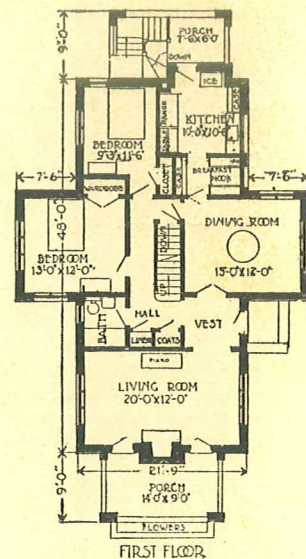 9'-0"
PORCH
7'-6"x6'-0"
DOWN
ICE
RANGE
CASE
KITCHEN
10'-0"x10'-6"
BEDROOM
9'-3"x11'-6"
7'-6"
7'-6"
WARDROBE
CLOSET
BREAKFAST
NOOK
48'-0"
BEDROOM
13'-0"x12'-0"
DOWN
UP
DINING ROOM
15'-0"x12'-0"
HALL
VEST
BATH
LINEN
COATS
PIANO
LIVING ROOM
20'-0"x12'-0"
21'-9"
9'-0"
PORCH
14'-0"x9'-0"
FLOWERS
FIRST FLOOR